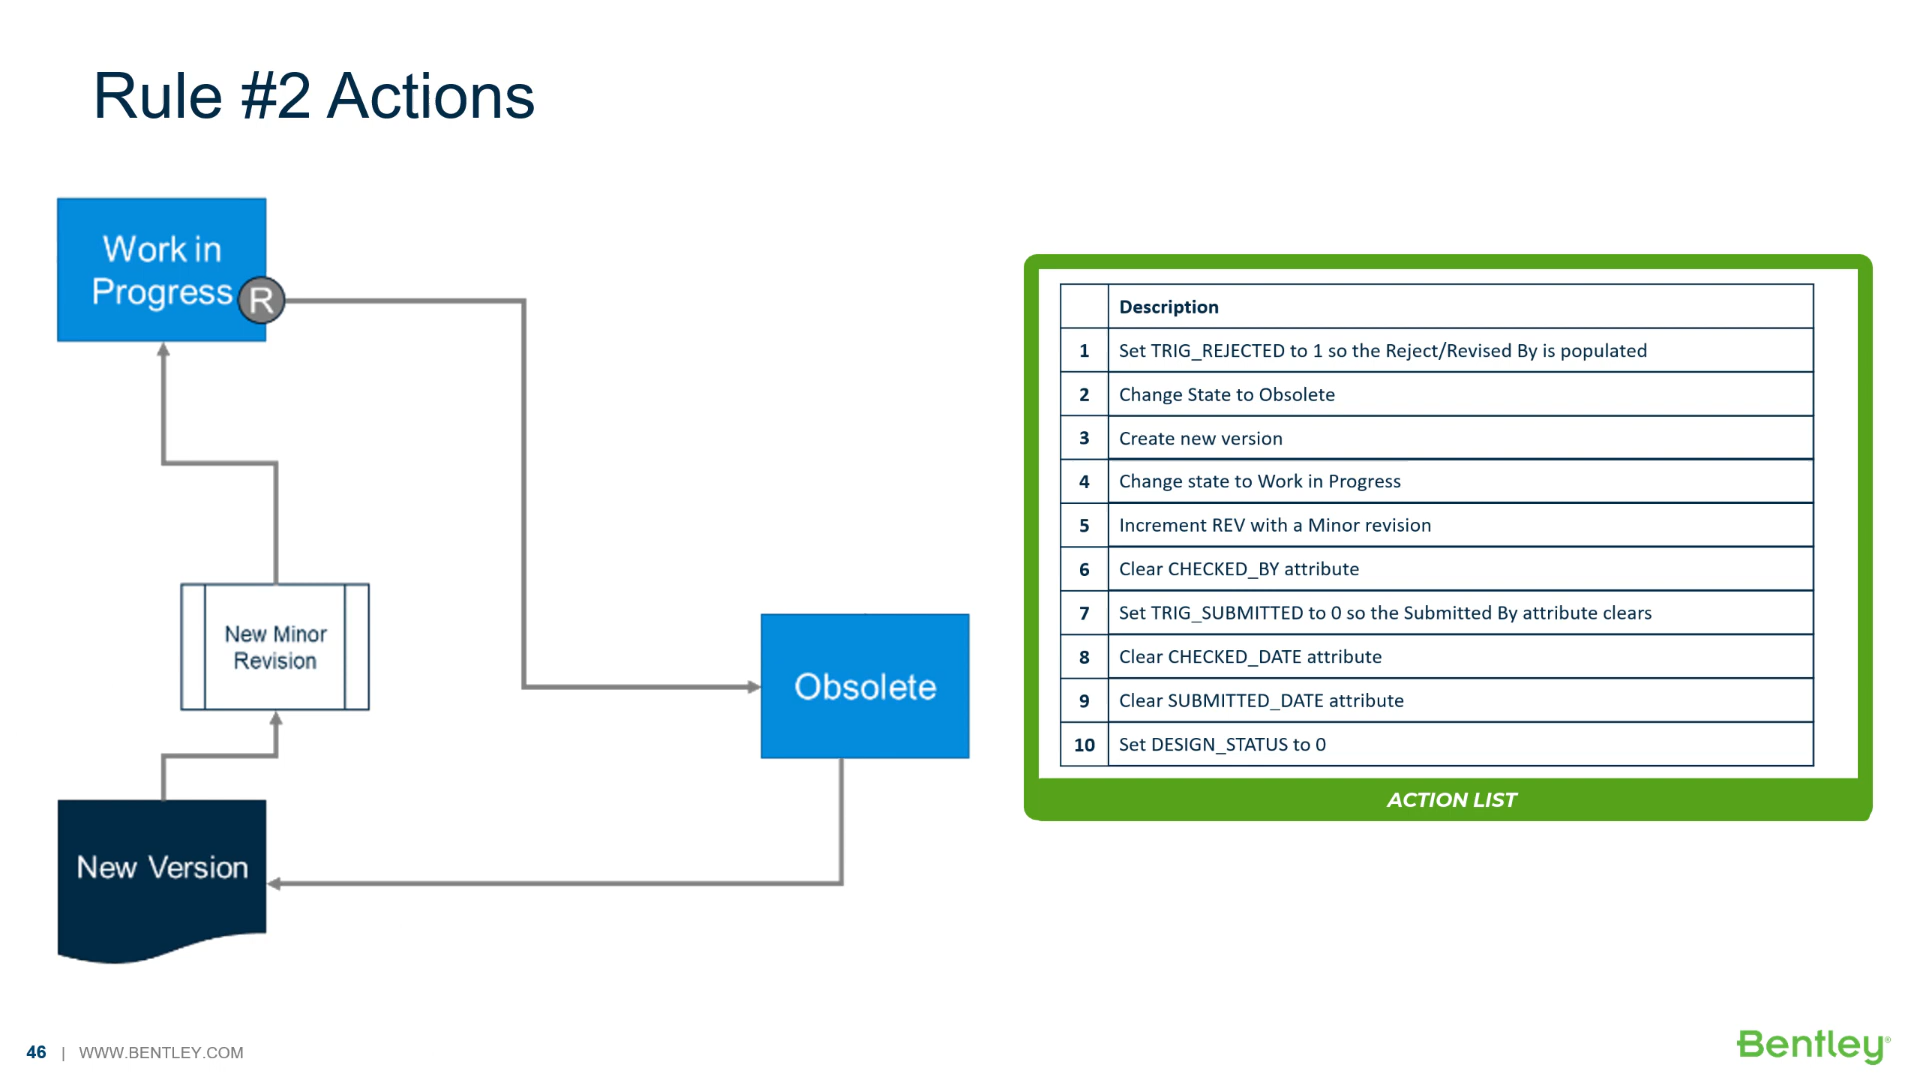 Rule #2 Actions
Work in
Progress
R
New Minor
Revision
Obsolete
New Version
Description
1 Set TRIG_REJECTED to 1 so the Reject/Revised By is populated
2 Change State to Obsolete
3 Create new version
4 Change state to Work in Progress
5 Increment REV with a Minor revision
6 Clear CHECKED_BY attribute
7 Set TRIG_SUBMITTED to 0 so the Submitted By attribute clears
8 Clear CHECKED_DATE attribute
9 Clear SUBMITTED_DATE attribute
10 Set DESIGN_STATUS to 0
ACTION LIST
46 | WWW.BENTLEY.COM
Bentley®